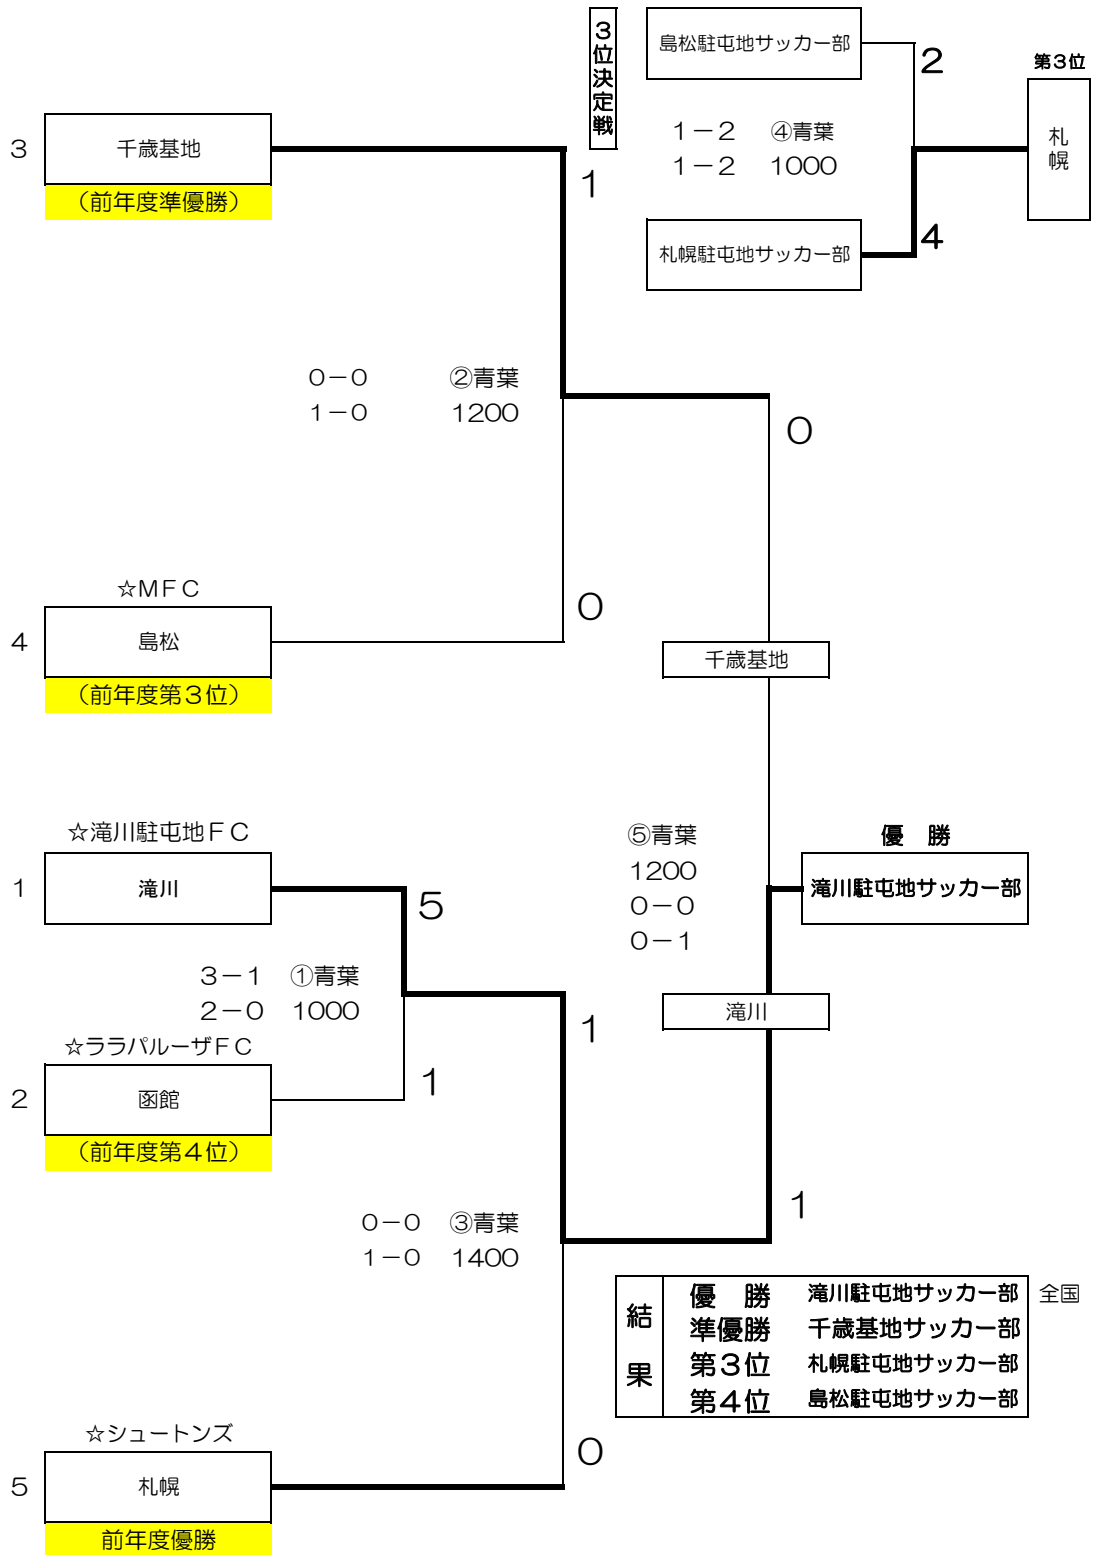 3位決定戦
島松駐屯地サッカー部
2
第3位
1-2 ④青葉
1-2 1000
札幌
札幌駐屯地サッカー部
4
3
千歳基地
(前年度準優勝)
1
0-0 ②青葉
1-0 1200
0
☆MFC
4
島松
(前年度第3位)
0
千歳基地
☆滝川駐屯地FC
1
滝川
5
⑤青葉
1200
0-0
0-1
優 勝
滝川駐屯地サッカー部
3-1 ①青葉
2-0 1000
1
滝川
☆ララパルーザFC
2
函館
(前年度第4位)
1
0-0 ③青葉
1-0 1400
1
結果
優 勝 滝川駐屯地サッカー部 全国
準優勝 千歳基地サッカー部
第3位 札幌駐屯地サッカー部
第4位 島松駐屯地サッカー部
☆シュートンズ
5
札幌
前年度優勝
0